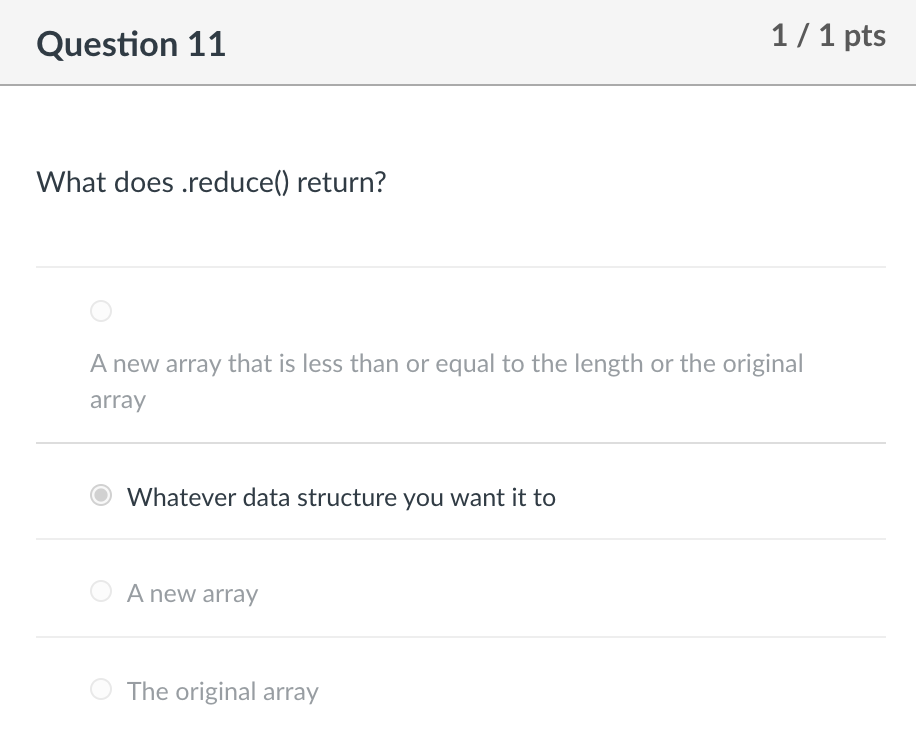 Question 11
1 / 1 pts
What does .reduce() return?
A new array that is less than or equal to the length or the original
array
Whatever data structure you want it to
A new array
The original array